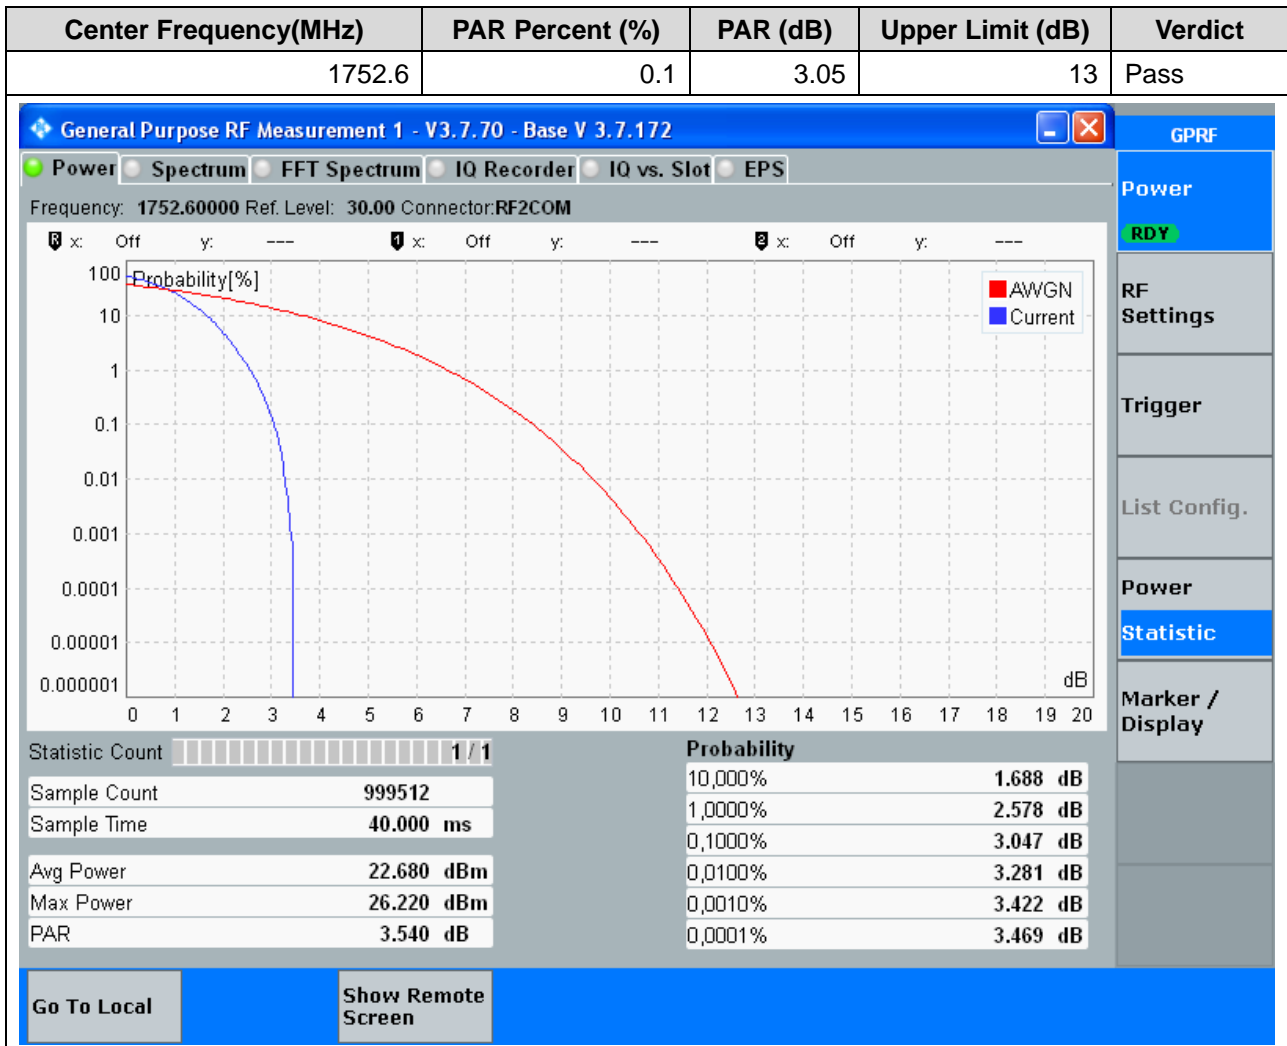 Center Frequency(MHz) PAR Percent (%) PAR (dB) Upper Limit (dB) Verdict
1752.6 0.1 3.05 13 Pass
General Purpose RF Measurement 1 - V3.7.70 - Base V 3.7.172
GPRF
Power Spectrum FFT Spectrum IQ Recorder IQ vs. Slot EPS
Power
RDY
Frequency: 1752.60000 Ref. Level: 30.00 Connector:RF2COM
R x: Off y: --- 1 x: Off y: --- 2 x: Off y: ---
Probability[%]
AWGN
Current
100
10
1
0.1
0.01
0.001
0.0001
0.00001
0.000001
dB
0 1 2 3 4 5 6 7 8 9 10 11 12 13 14 15 16 17 18 19 20
RF
Settings
Trigger
List Config.
Power
Statistic
Marker /
Display
Statistic Count 1 / 1
Sample Count 999512
Sample Time 40.000 ms
Avg Power 22.680 dBm
Max Power 26.220 dBm
PAR 3.540 dB
Probability
10,000% 1.688 dB
1,0000% 2.578 dB
0,1000% 3.047 dB
0,0100% 3.281 dB
0,0010% 3.422 dB
0,0001% 3.469 dB
Go To Local
Show Remote
Screen